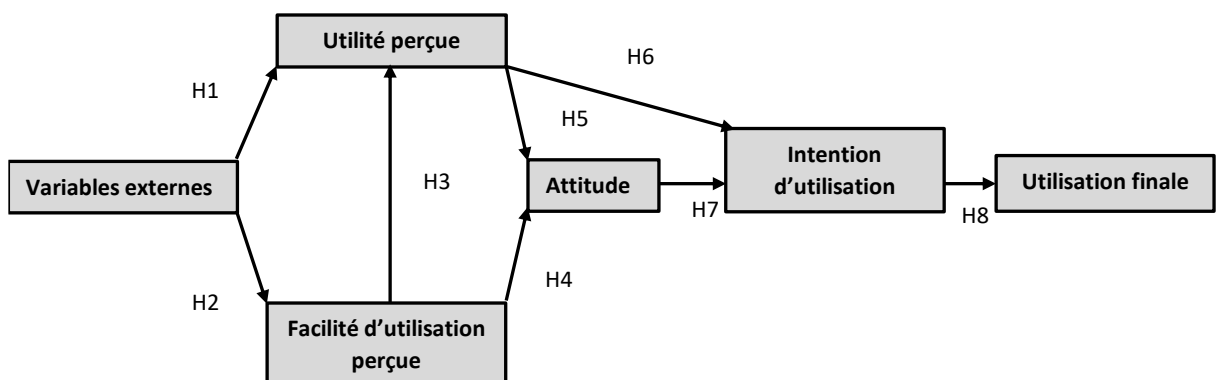 Utilité perçue
H6
H1
H5
Intention
d’utilisation
Variables externes
H3
Attitude
Utilisation finale
H7
H8
H2
H4
Facilité d’utilisation
perçue